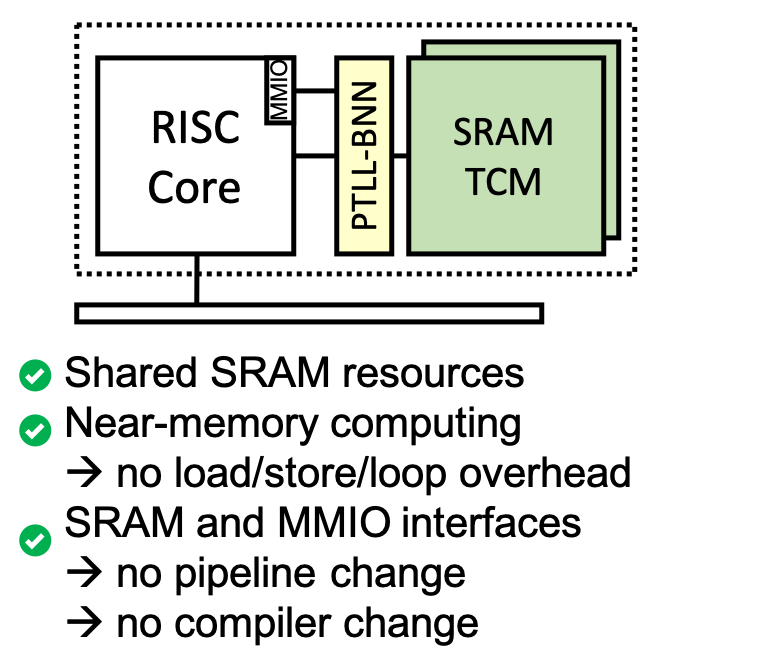 RISC
Core
MMIO
PTLL-BNN
SRAM
TCM
Shared SRAM resources
Near-memory computing
→ no load/store/loop overhead
SRAM and MMIO interfaces
→ no pipeline change
→ no compiler change